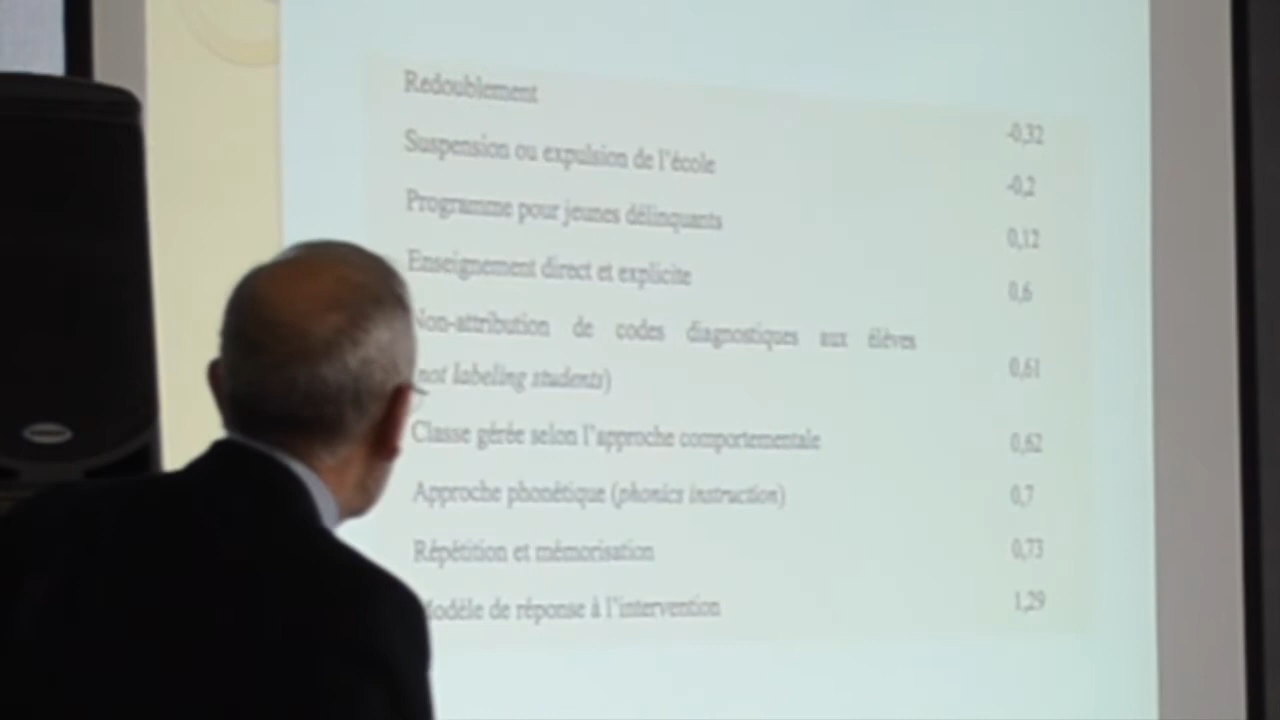 Redoublement -0,32
Suspension ou expulsion de l'école -0,2
Programme pour jeunes délinquants 0,12
Enseignement direct et explicite 0,6
Non-attribution de codes diagnostiques aux élèves
not labeling students) 0,61
Classe gérée selon l'approche comportementale 0,62
Approche phonétique (phonics instruction) 0,7
Répétition et mémorisation 0,73
Modèle de réponse à l'intervention 1,29